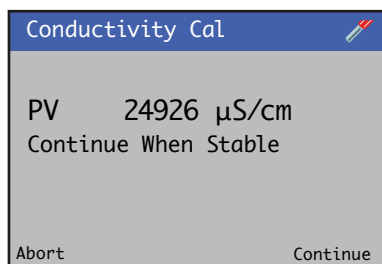 Conductivity Cal
PV 24926 µS/cm
Continue When Stable
Abort Continue